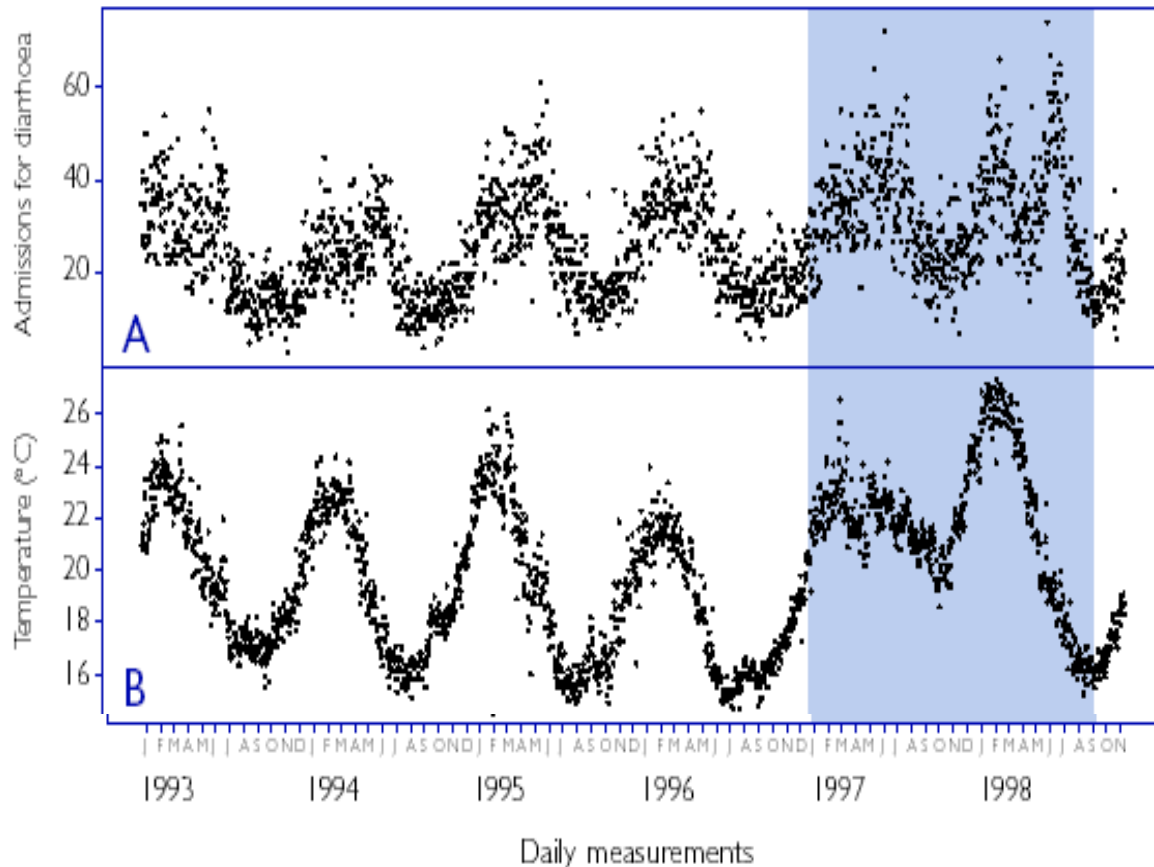 Admissions for diarrhoea
60
40
20
A
Temperature (°C)
26
24
22
20
18
16
B
J F M A M J J A S O N D J F M A M J J A S O N D J F M A M J J A S O N D J F M A M J J A S O N D J F M A M J J A S O N D J F M A M J J A S O N
1993 1994 1995 1996 1997 1998
Daily measurements